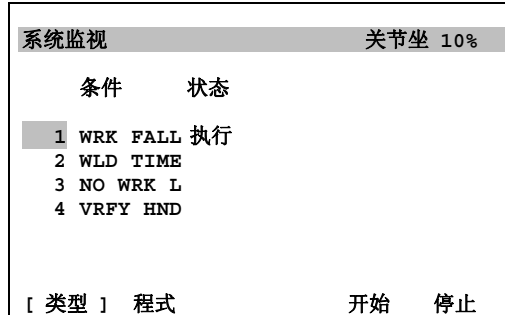 系统监视 关节坐 10%
条件 状态
1 WRK FALL 执行
2 WLD TIME
3 NO WRK L
4 VRFY HND
[ 类型 ] 程式 开始 停止